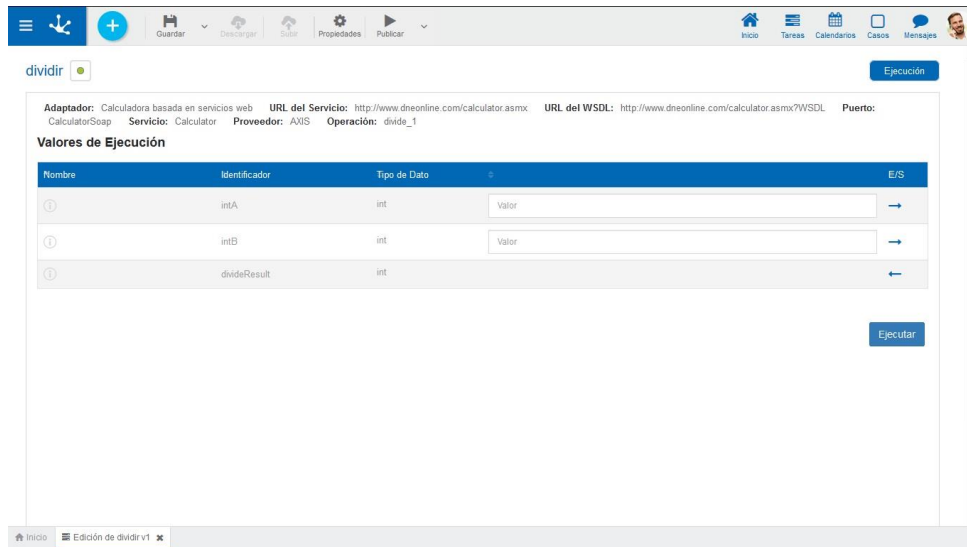 Guardar Descargar Subir Propiedades Publicar Inicio Tareas Calendarios Casos Mensajes
dividir Ejecución
Adaptador: Calculadora basada en servicios web URL del Servicio: http://www.dneonline.com/calculator.asmx URL del WSDL: http://www.dneonline.com/calculator.asmx?WSDL Puerto:
CalculatorSoap Servicio: Calculator Proveedor: AXIS Operación: divide_1
Valores de Ejecución
Nombre Identificador Tipo de Dato E/S
intA int Valor
intB int Valor
divideResult int
Ejecutar
Inicio Edición de dividir v1